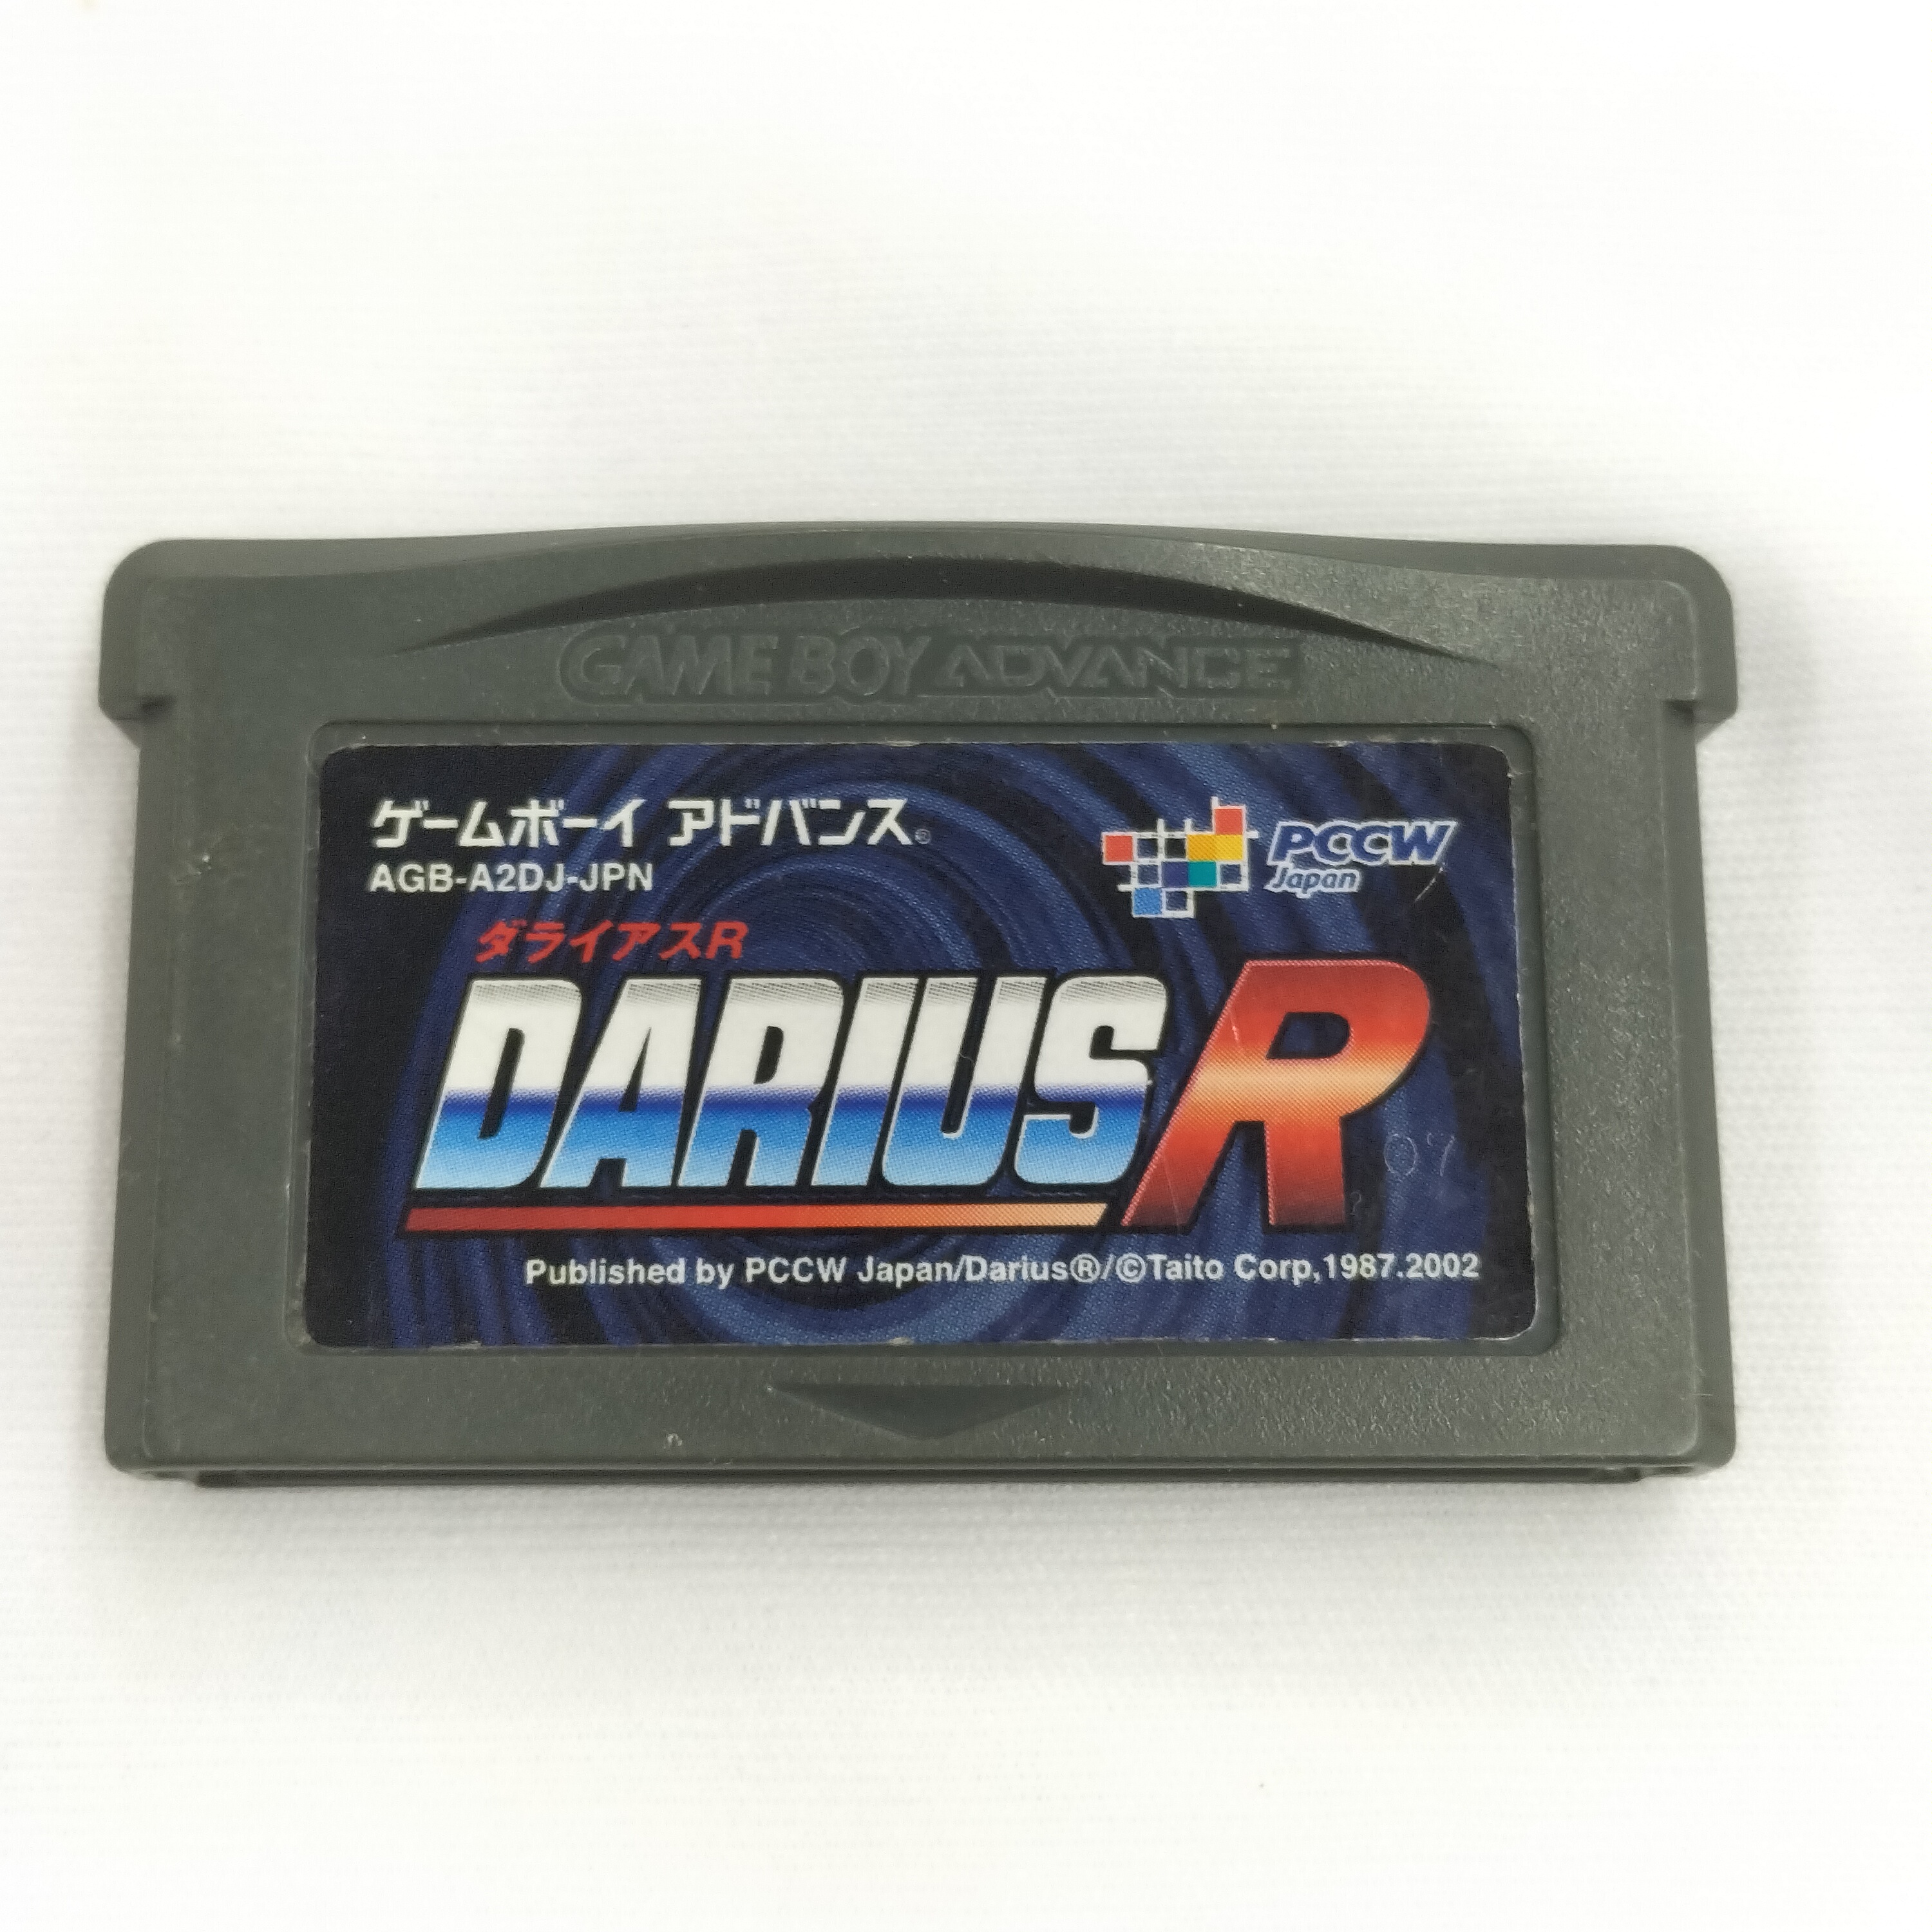 GAME BOY ADVANCE
ゲームボーイ アドバンス®
AGB-A2DJ-JPN
PCCW
Japan
ダライアスR
DARIUS R
07
Published by PCCW Japan/Darius®/©Taito Corp,1987.2002